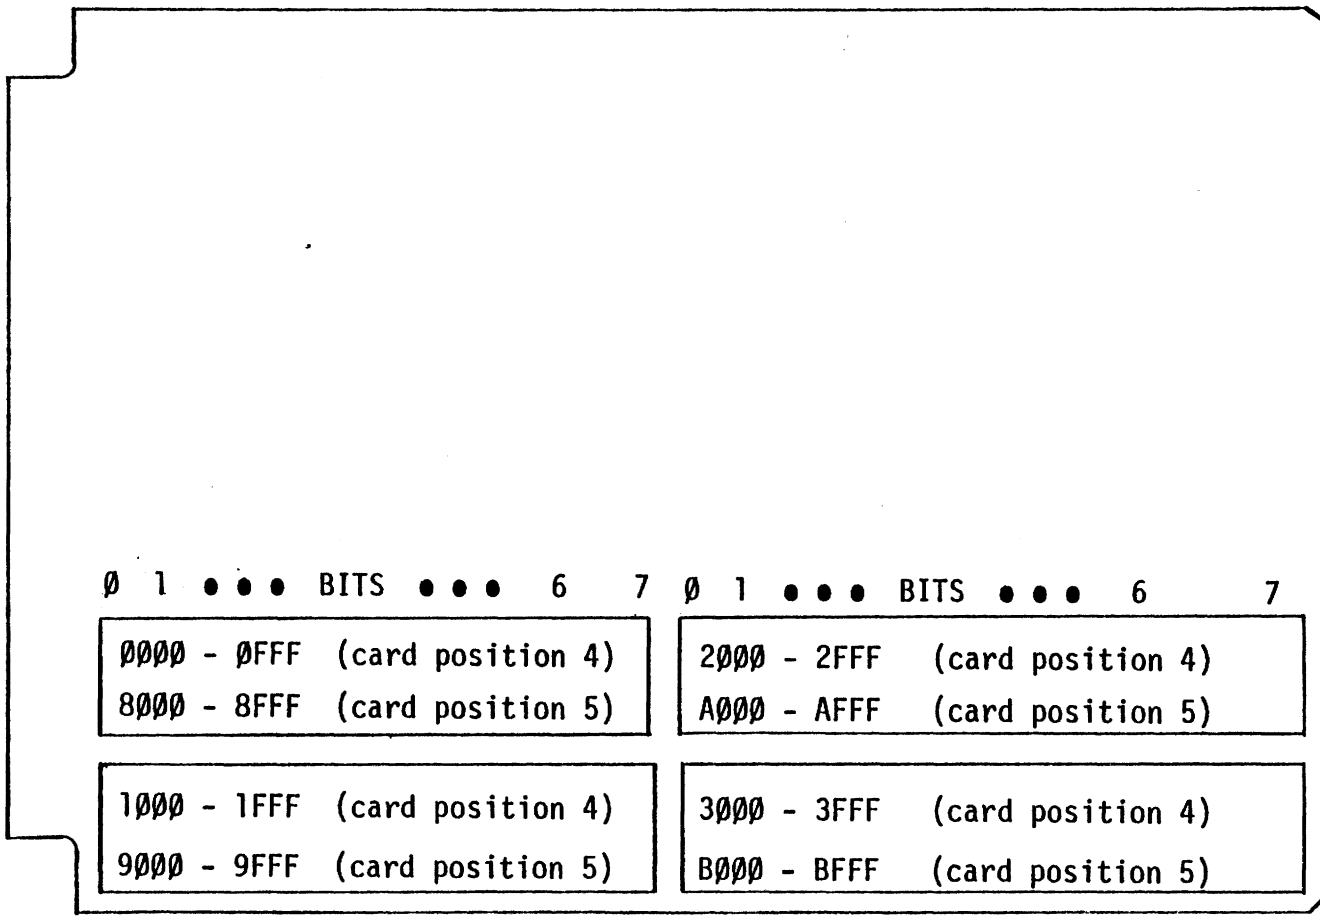 Ø 1 ● ● ● BITS ● ● ● 6 7 Ø 1 ● ● ● BITS ● ● ● 6 7
ØØØØ - ØFFF (card position 4)
8ØØØ - 8FFF (card position 5)
2ØØØ - 2FFF (card position 4)
AØØØ - AFFF (card position 5)
1ØØØ - 1FFF (card position 4)
9ØØØ - 9FFF (card position 5)
3ØØØ - 3FFF (card position 4)
BØØØ - BFFF (card position 5)